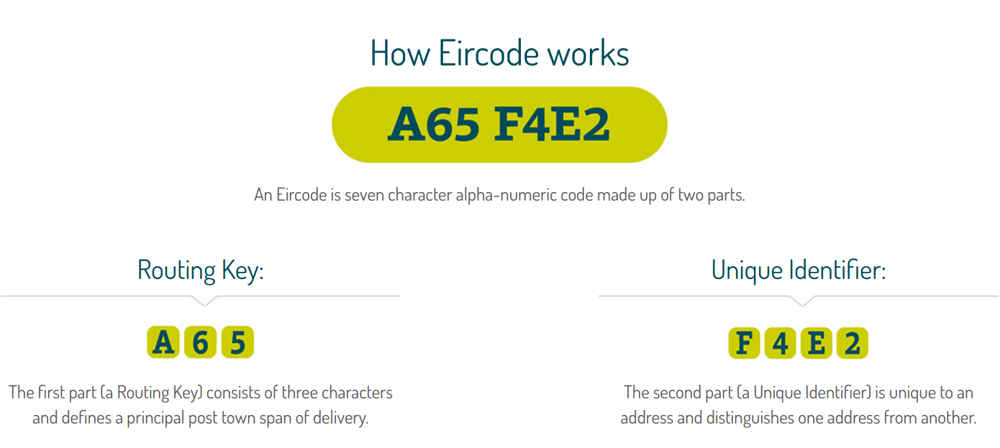 How Eircode works
A65 F4E2
An Eircode is seven character alpha-numeric code made up of two parts.
Routing Key:
A 6 5
The first part (a Routing Key) consists of three characters
and defines a principal post town span of delivery.
Unique Identifier:
F 4 E 2
The second part (a Unique Identifier) is unique to an
address and distinguishes one address from another.